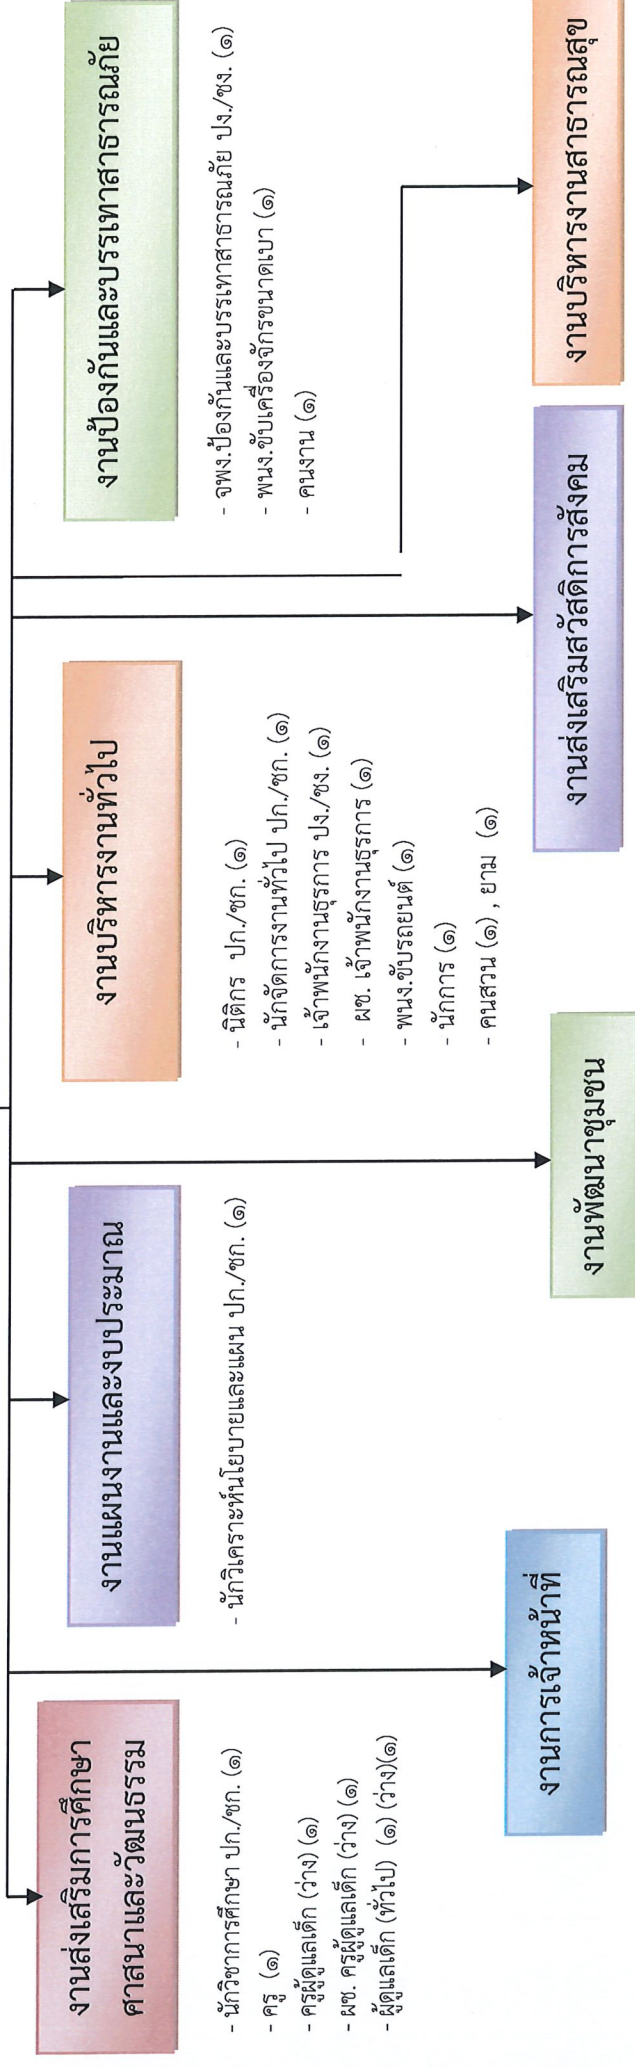 งานส่งเสริมการศึกษา
ศาสนาและวัฒนธรรม
- นักวิชาการศึกษา ปก./ชก. (๑)
- ครู (๑)
- ครูผู้ดูแลเด็ก (ว่าง) (๑)
- ผช. ครูผู้ดูแลเด็ก (ว่าง) (๑)
- ผู้ดูแลเด็ก (ทั่วไป) (๑) (ว่าง)(๑)
งานแผนงานและงบประมาณ
- นักวิเคราะห์นโยบายและแผน ปก./ชก. (๑)
งานบริหารงานทั่วไป
- นิติกร ปก./ชก. (๑)
- นักจัดการงานทั่วไป ปก./ชก. (๑)
- เจ้าพนักงานธุรการ ปง./ชง. (๑)
- ผช. เจ้าพนักงานธุรการ (๑)
- พนง.ขับรถยนต์ (๑)
- นักการ (๑)
- คนสวน (๑) , ยาม (๑)
งานป้องกันและบรรเทาสาธารณภัย
- จพง.ป้องกันและบรรเทาสาธารณภัย ปง./ชง. (๑)
- พนง.ขับเครื่องจักรขนาดเบา (๑)
- คนงาน (๑)
งานการเจ้าหน้าที่
งานพัฒนาชุมชน
งานส่งเสริมสวัสดิการสังคม
งานบริหารงานสาธารณสุข